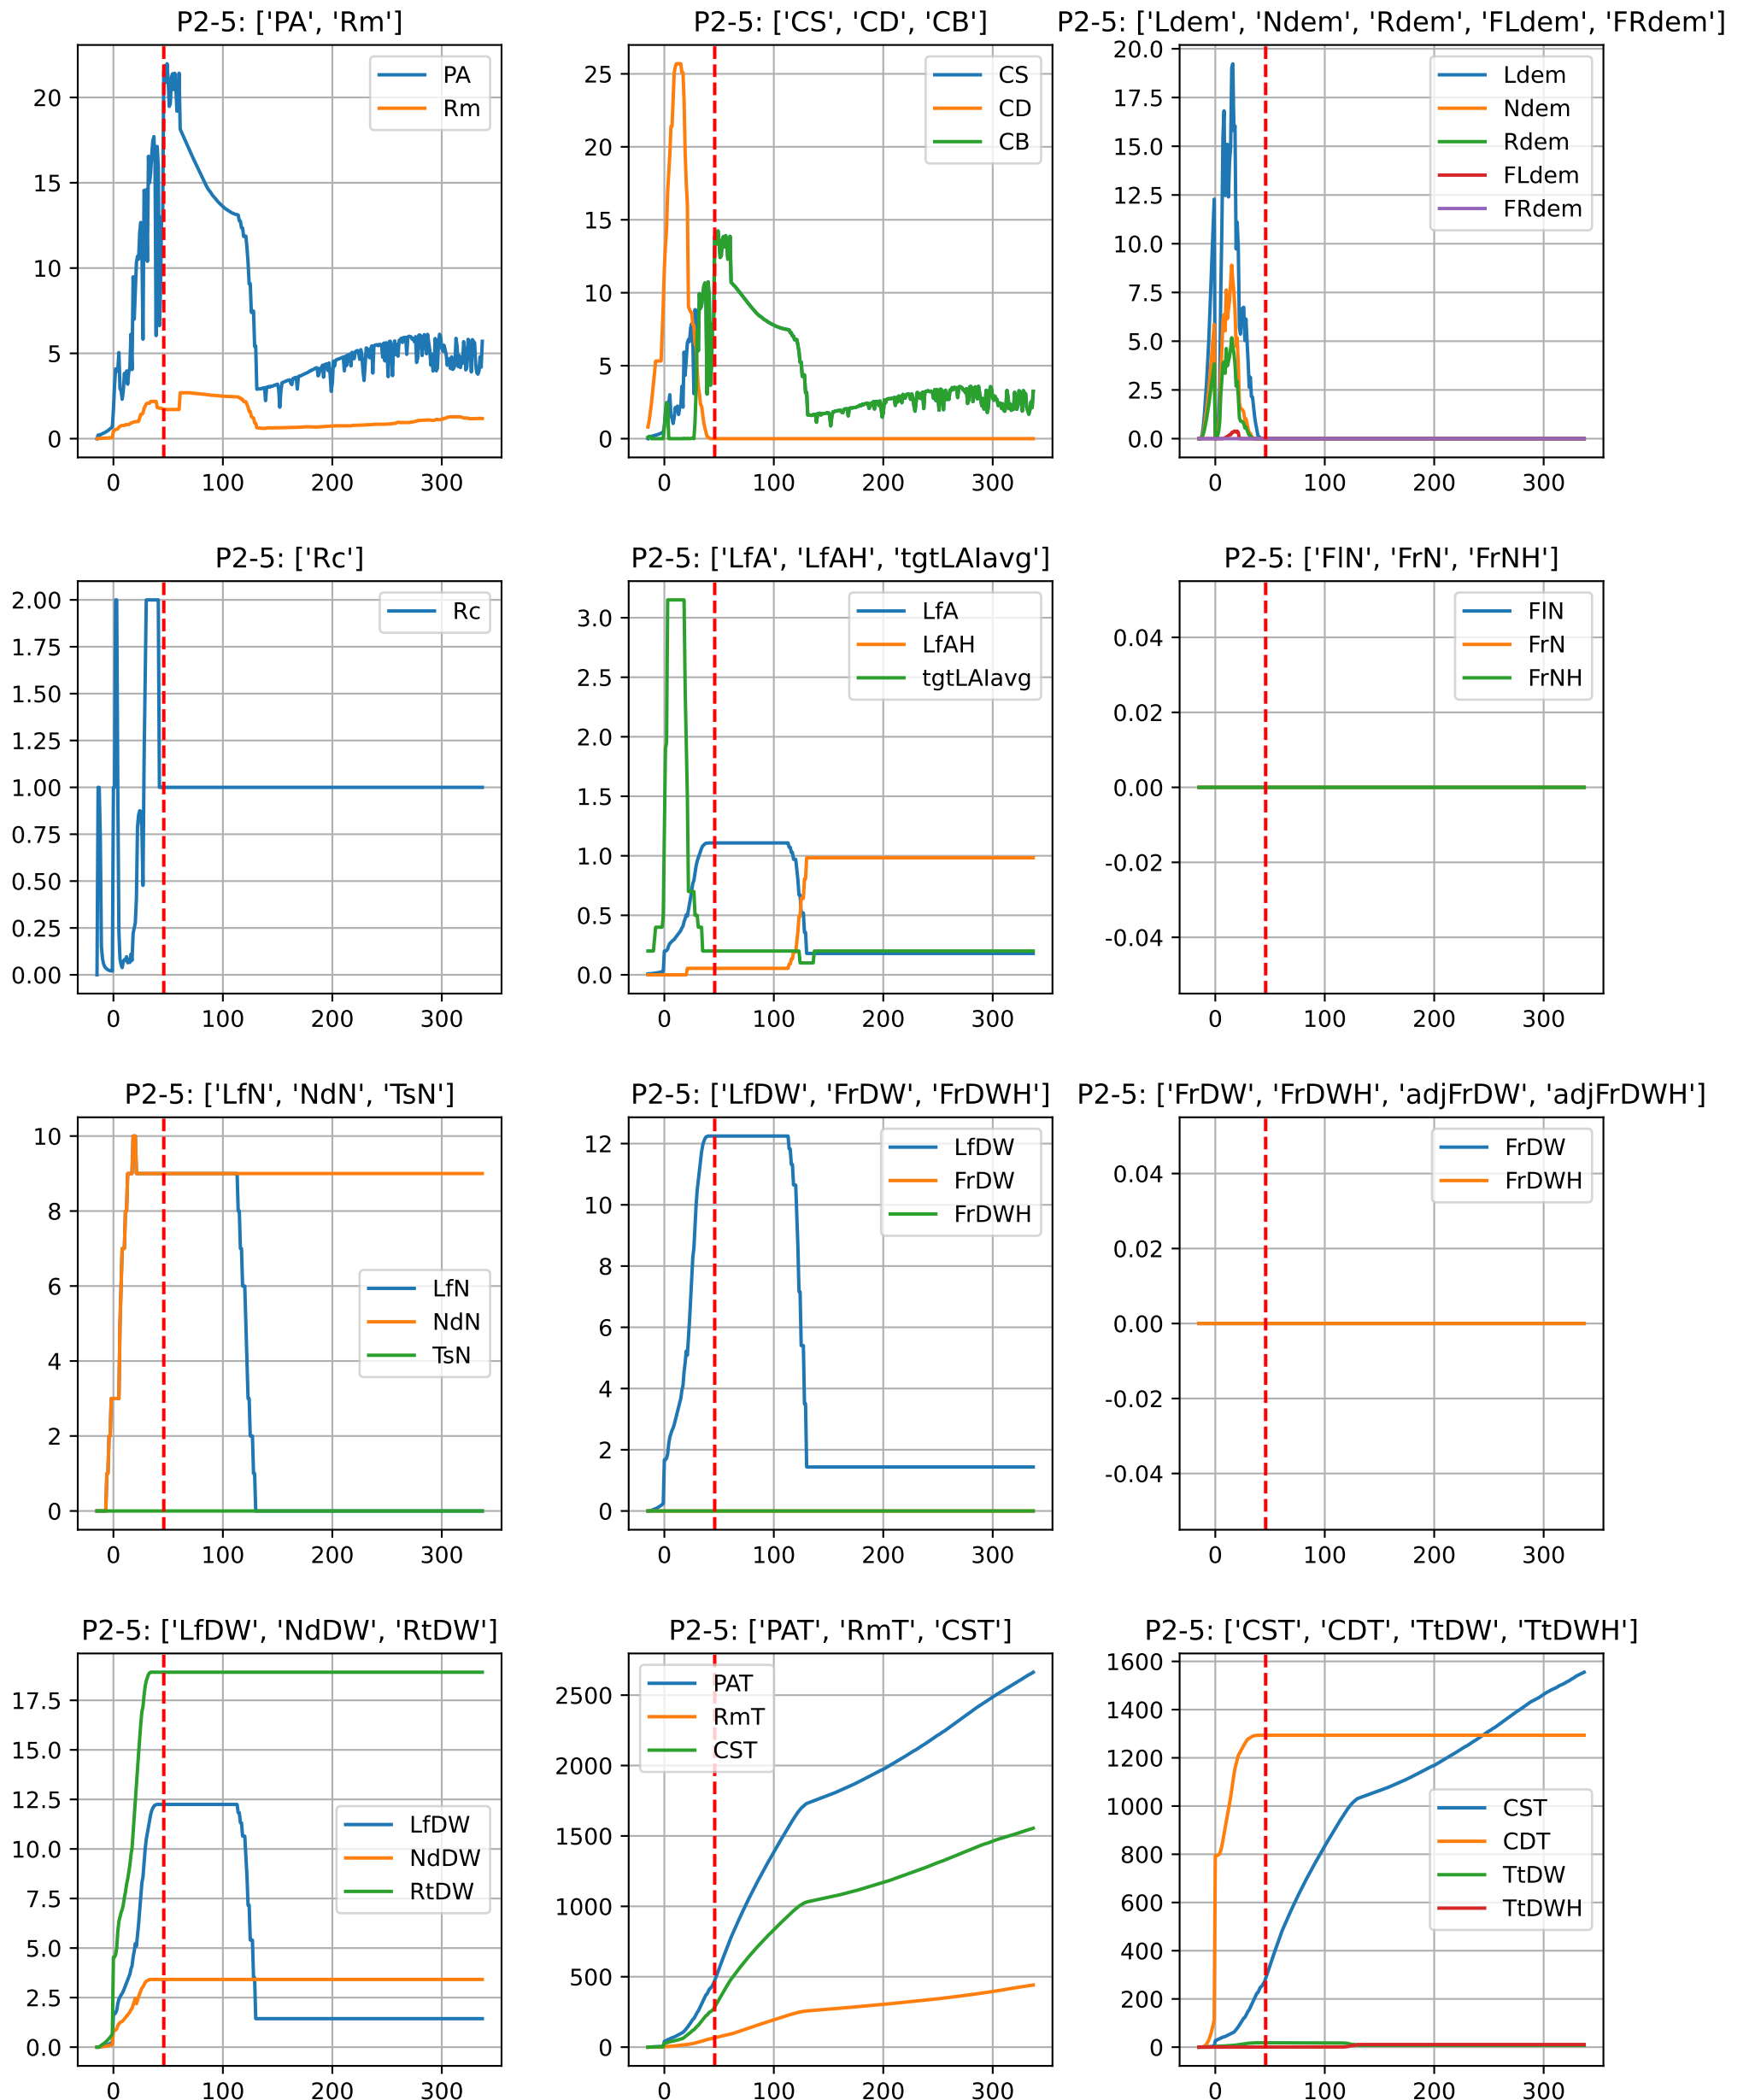 P2-5: ['PA', 'Rm']
20
15
10
5
0
0 100 200 300
PA
Rm
P2-5: ['CS', 'CD', 'CB']
25
20
15
10
5
0
0 100 200 300
CS
CD
CB
P2-5: ['Ldem', 'Ndem', 'Rdem', 'FLdem', 'FRdem']
20.0
17.5
15.0
12.5
10.0
7.5
5.0
2.5
0.0
0 100 200 300
Ldem
Ndem
Rdem
FLdem
FRdem
P2-5: ['Rc']
2.00
1.75
1.50
1.25
1.00
0.75
0.50
0.25
0.00
0 100 200 300
Rc
P2-5: ['LfA', 'LfAH', 'tgtLAIavg']
3.0
2.5
2.0
1.5
1.0
0.5
0.0
0 100 200 300
LfA
LfAH
tgtLAIavg
P2-5: ['FlN', 'FrN', 'FrNH']
0.04
0.02
0.00
-0.02
-0.04
0 100 200 300
FlN
FrN
FrNH
P2-5: ['LfN', 'NdN', 'TsN']
10
8
6
4
2
0
0 100 200 300
LfN
NdN
TsN
P2-5: ['LfDW', 'FrDW', 'FrDWH']
12
10
8
6
4
2
0
0 100 200 300
LfDW
FrDW
FrDWH
P2-5: ['FrDW', 'FrDWH', 'adjFrDW', 'adjFrDWH']
0.04
0.02
0.00
-0.02
-0.04
0 100 200 300
FrDW
FrDWH
P2-5: ['LfDW', 'NdDW', 'RtDW']
17.5
15.0
12.5
10.0
7.5
5.0
2.5
0.0
0 100 200 300
LfDW
NdDW
RtDW
P2-5: ['PAT', 'RmT', 'CST']
2500
2000
1500
1000
500
0
0 100 200 300
PAT
RmT
CST
P2-5: ['CST', 'CDT', 'TtDW', 'TtDWH']
1600
1400
1200
1000
800
600
400
200
0
0 100 200 300
CST
CDT
TtDW
TtDWH